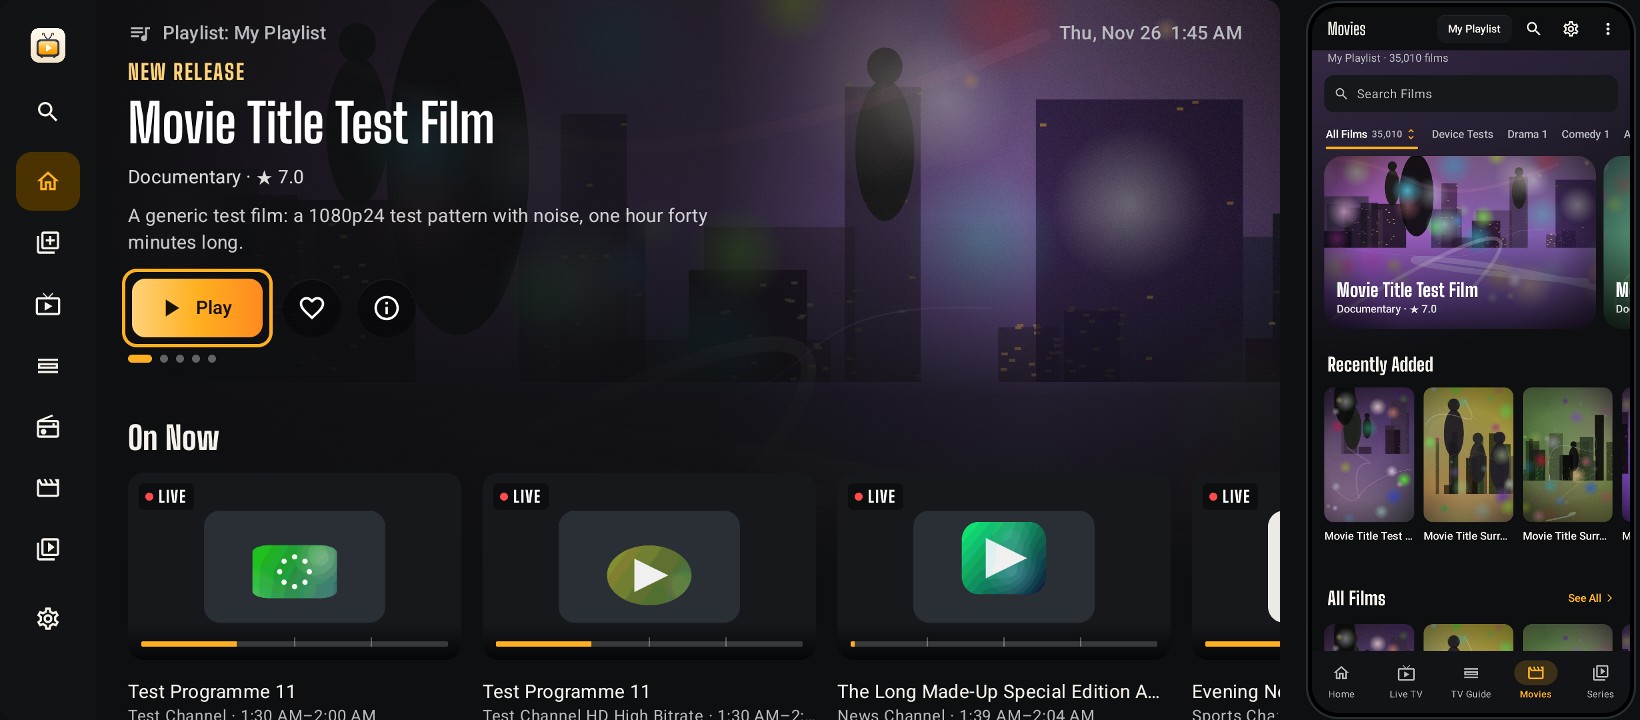 Playlist: My Playlist
Thu, Nov 26 1:45 AM
NEW RELEASE
Movie Title Test Film
Documentary · ★ 7.0
A generic test film: a 1080p24 test pattern with noise, one hour forty
minutes long.
Play
On Now
LIVE
LIVE
LIVE
LIVE
Test Programme 11
Test Programme 11
The Long Made-Up Special Edition A...
Evening
Test Channel · 1:30 AM–2:00 AM
Test Channel HD High Bitrate · 1:30 AM–2:...
News Channel · 1:39 AM–2:04 AM
Sports
Movies
My Playlist
My Playlist · 35,010 films
Search Films
All Films 35,010
Device Tests
Drama 1
Comedy 1
Movie Title Test Film
Documentary · ★ 7.0
Recently Added
Movie Title Test ...
Movie Title Surr...
Movie Title Surr...
All Films
See All
Home
Live TV
TV Guide
Movies
Series